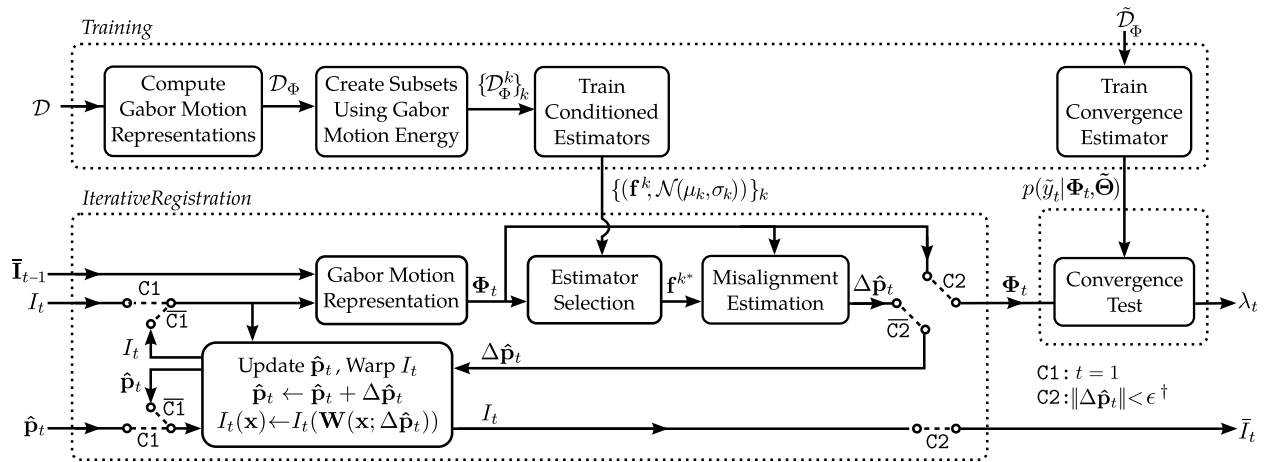 Training
𝒟
Compute
Gabor Motion
Representations
𝒟_Φ
Create Subsets
Using Gabor
Motion Energy
{𝒟_Φ^k}_k
Train
Conditioned
Estimators
𝒟̃_Φ
Train
Convergence
Estimator
{(f^k, 𝒩(μ_k,σ_k))}_k
p(ỹ_t|Φ_t,Θ̃)
IterativeRegistration
Ī_{t-1}
I_t
C1
C̅1̅
I_t
Gabor Motion
Representation
Φ_t
Estimator
Selection
f^{k*}
Misalignment
Estimation
Δp̂_t
C̅2̅
C2
Φ_t
Convergence
Test
λ_t
Update p̂_t, Warp I_t
p̂_t ← p̂_t + Δp̂_t
I_t(x)←I_t(W(x; Δp̂_t))
Δp̂_t
p̂_t
C̅1̅
p̂_t
C1
I_t
C2
Ī_t
C1: t = 1
C2: ‖Δp̂_t‖<ϵ †